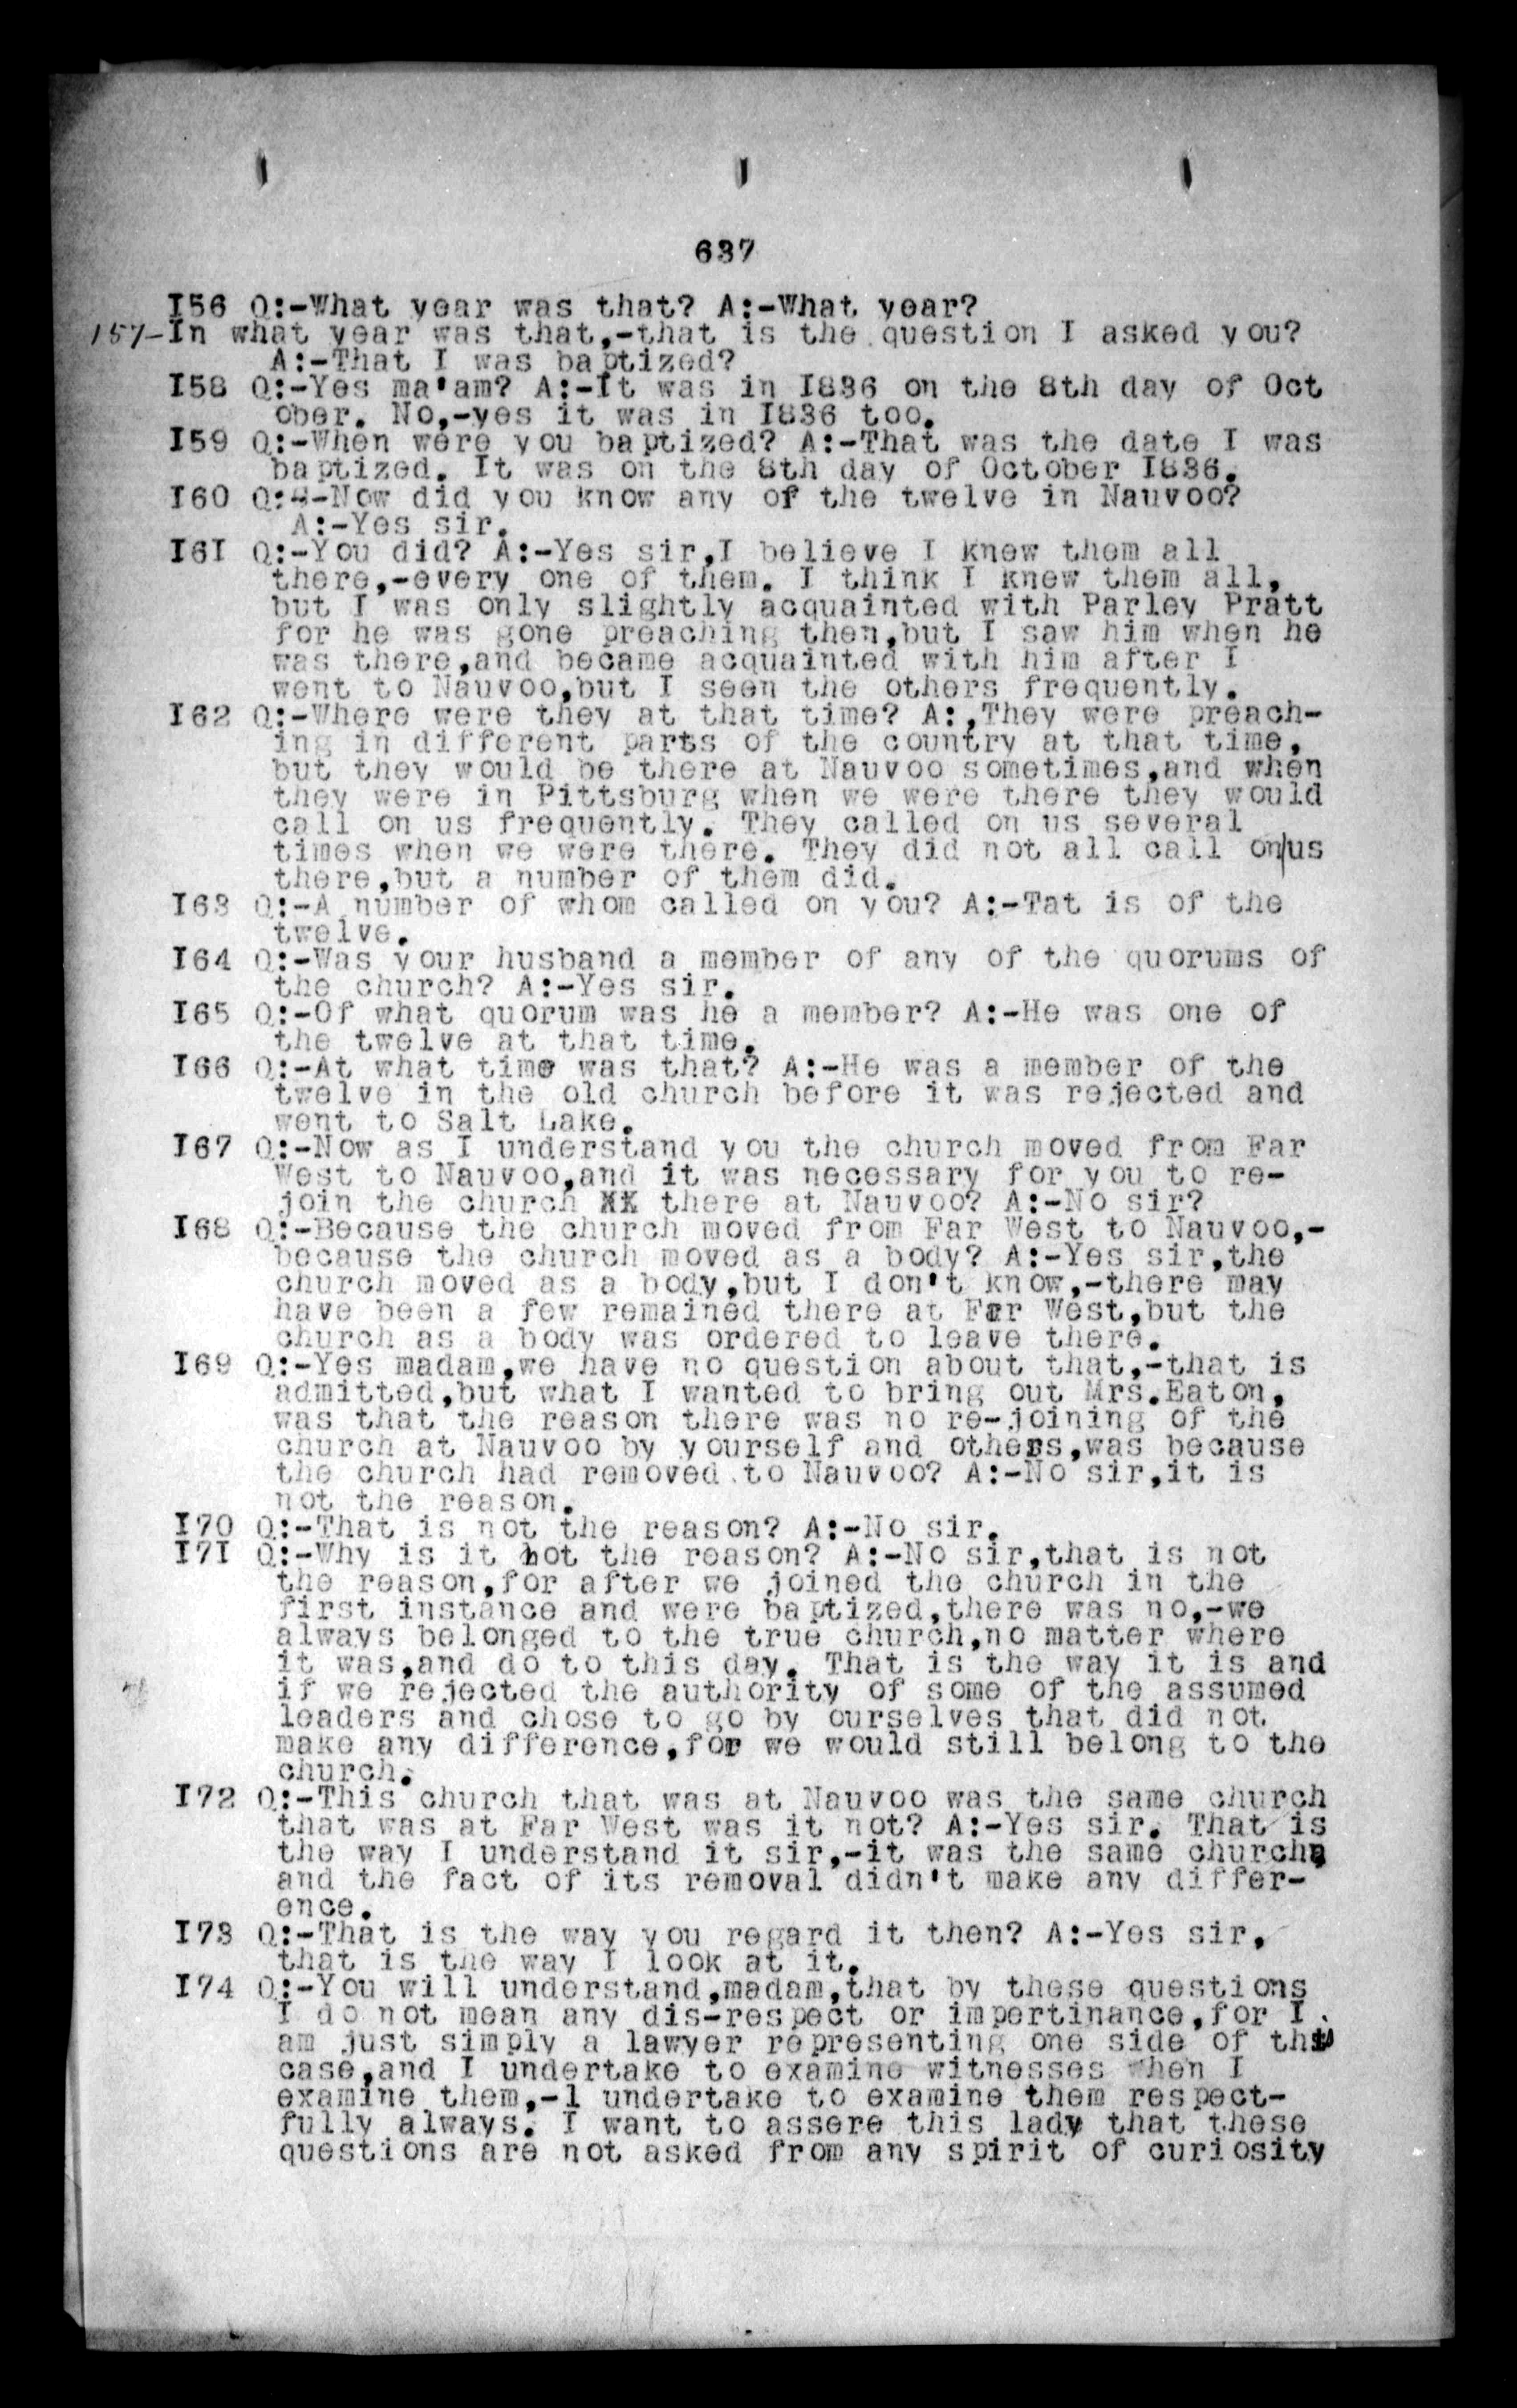 637
I56 Q:-What year was that? A:-What year?
157-In what year was that,-that is the question I asked you?
A:-That I was baptized?
I58 Q:-Yes ma'am? A:-It was in I836 on the 8th day of Oct
ober. No,-yes it was in I836 too.
I59 Q:-When were you baptized? A:-That was the date I was
baptized. It was on the 8th day of October I836.
I60 Q:--Now did you know any of the twelve in Nauvoo?
A:-Yes sir.
I6I Q:-You did? A:-Yes sir,I believe I knew them all
there,-every one of them. I think I knew them all,
but I was only slightly acquainted with Parley Pratt
for he was gone preaching then,but I saw him when he
was there,and became acquainted with him after I
went to Nauvoo,but I seen the others frequently.
I62 Q:-Where were they at that time? A:,They were preach-
ing in different parts of the country at that time,
but they would be there at Nauvoo sometimes,and when
they were in Pittsburg when we were there they would
call on us frequently. They called on us several
times when we were there. They did not all call on/us
there,but a number of them did.
I63 Q:-A number of whom called on you? A:-Tat is of the
twelve.
I64 Q:-Was your husband a member of any of the quorums of
the church? A:-Yes sir.
I65 Q:-Of what quorum was he a member? A:-He was one of
the twelve at that time.
I66 Q:-At what time was that? A:-He was a member of the
twelve in the old church before it was rejected and
went to Salt Lake.
I67 Q:-Now as I understand you the church moved from Far
West to Nauvoo,and it was necessary for you to re-
join the church XX there at Nauvoo? A:-No sir?
I68 Q:-Because the church moved from Far West to Nauvoo,-
because the church moved as a body? A:-Yes sir,the
church moved as a body,but I don't know,-there may
have been a few remained there at Far West,but the
church as a body was ordered to leave there.
I69 Q:-Yes madam,we have no question about that,-that is
admitted,but what I wanted to bring out Mrs.Eaton,
was that the reason there was no re-joining of the
church at Nauvoo by yourself and others,was because
the church had removed to Nauvoo? A:-No sir,it is
not the reason.
I70 Q:-That is not the reason? A:-No sir.
I7I Q:-Why is it not the reason? A:-No sir,that is not
the reason,for after we joined the church in the
first instance and were baptized,there was no,-we
always belonged to the true church,no matter where
it was,and do to this day. That is the way it is and
if we rejected the authority of some of the assumed
leaders and chose to go by ourselves that did not
make any difference,for we would still belong to the
church.
I72 Q:-This church that was at Nauvoo was the same church
that was at Far West was it not? A:-Yes sir. That is
the way I understand it sir,-it was the same church,
and the fact of its removal didn't make any differ-
ence.
I73 Q:-That is the way you regard it then? A:-Yes sir,
that is the way I look at it.
I74 Q:-You will understand,madam,that by these questions
I do not mean any dis-respect or impertinance,for I
am just simply a lawyer representing one side of this
case,and I undertake to examine witnesses when I
examine them,-I undertake to examine them respect-
fully always. I want to assere this lady that these
questions are not asked from any spirit of curiosity